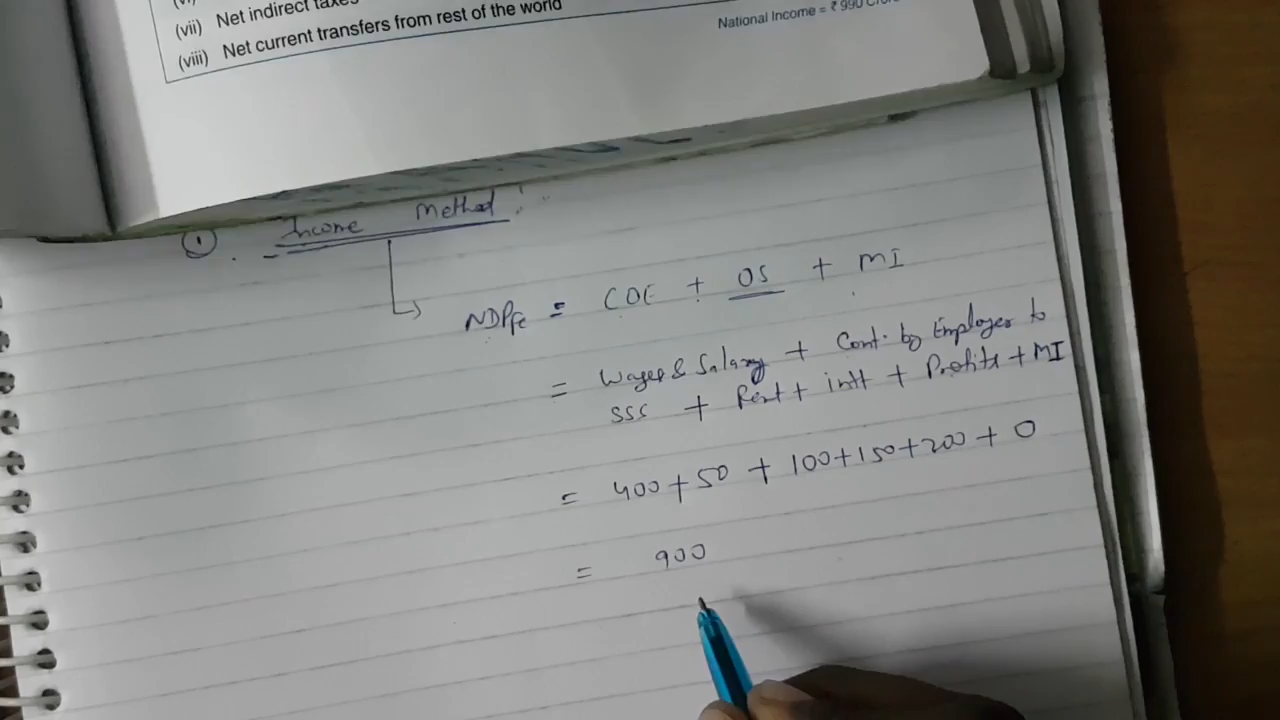 (vii) Net indirect taxes
(viii) Net current transfers from rest of the world
National Income = ₹ 990 Crore
① . Income Method :
NDPfc = COE + OS + MI
= Wages & Salary + Cont. by Employer to
SSC + Rent + intt + Profits + MI
= 400 + 50 + 100 + 150 + 200 + 0
= 900